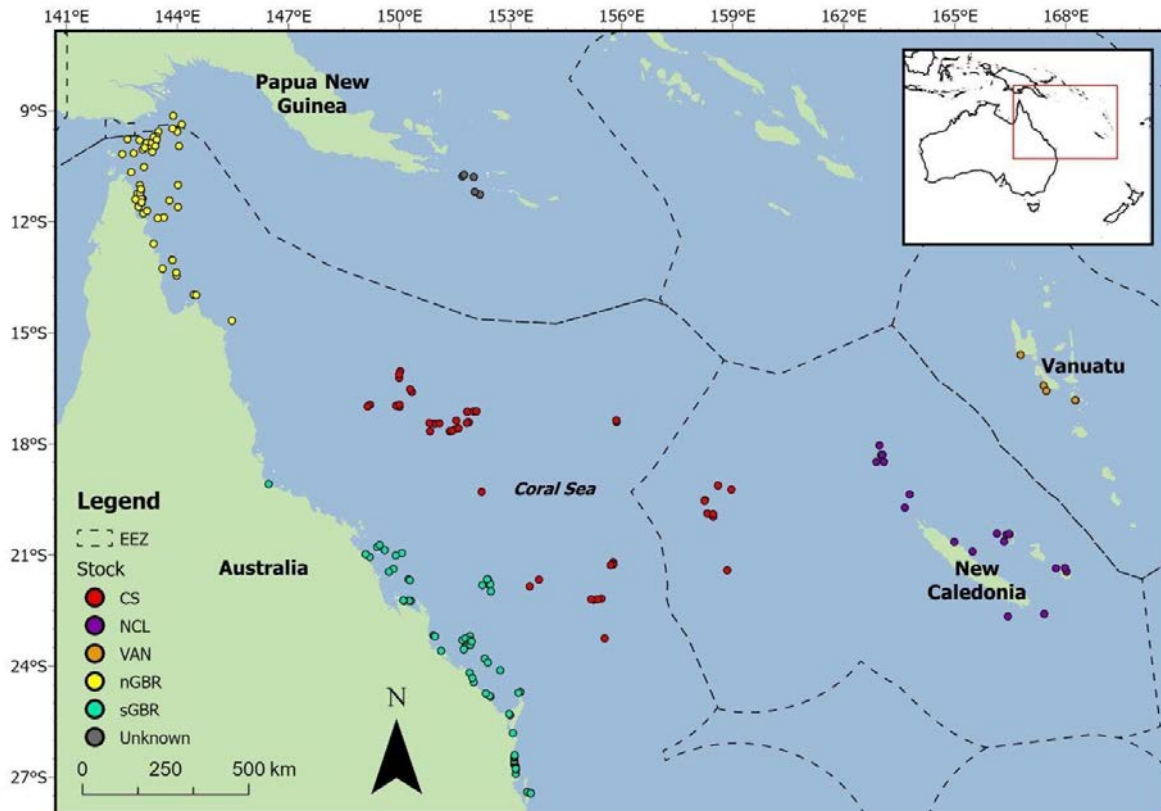 141°E 144°E 147°E 150°E 153°E 156°E 159°E 162°E 165°E 168°E
9°S
12°S
15°S
18°S
21°S
24°S
27°S
Papua New
Guinea
Vanuatu
Coral Sea
Australia
New
Caledonia
Legend
EEZ
Stock
CS
NCL
VAN
nGBR
sGBR
Unknown
0 250 500 km
N